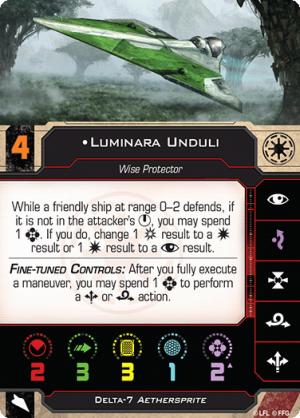 4
•Luminara Unduli
Wise Protector
While a friendly ship at range 0–2 defends, if
it is not in the attacker's , you may spend
1 . If you do, change 1 result to a
result or 1 result to a result.
Fine-tuned Controls: After you fully execute
a maneuver, you may spend 1 to perform
a or action.
2 3 3 1 2
Delta-7 Aethersprite
©LFL ©FFG